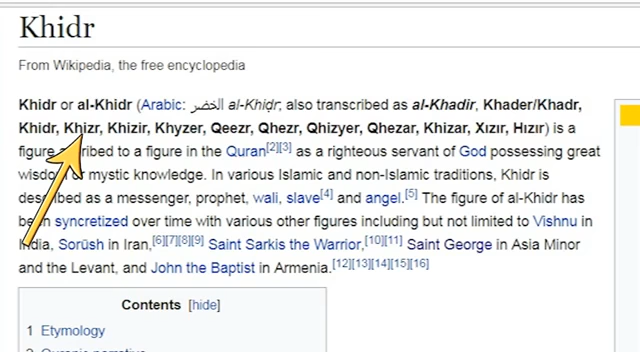 Khidr
From Wikipedia, the free encyclopedia
Khidr or al-Khidr (Arabic: الخضر al-Khiḍr; also transcribed as al-Khadir, Khader/Khadr,
Khidr, Khizr, Khizir, Khyzer, Qeezr, Qhezr, Qhizyer, Qhezar, Khizar, Xızır, Hızır) is a
figure to a figure in the Quran[2][3] as a righteous servant of God possessing great
or mystic knowledge. In various Islamic and non-Islamic traditions, Khidr is
described as a messenger, prophet, wali, slave[4] and angel.[5] The figure of al-Khidr has
been syncretized over time with various other figures including but not limited to Vishnu in
India, Sorūsh in Iran,[6][7][8][9] Saint Sarkis the Warrior,[10][11] Saint George in Asia Minor
and the Levant, and John the Baptist in Armenia.[12][13][14][15][16]
Contents [hide]
1 Etymology